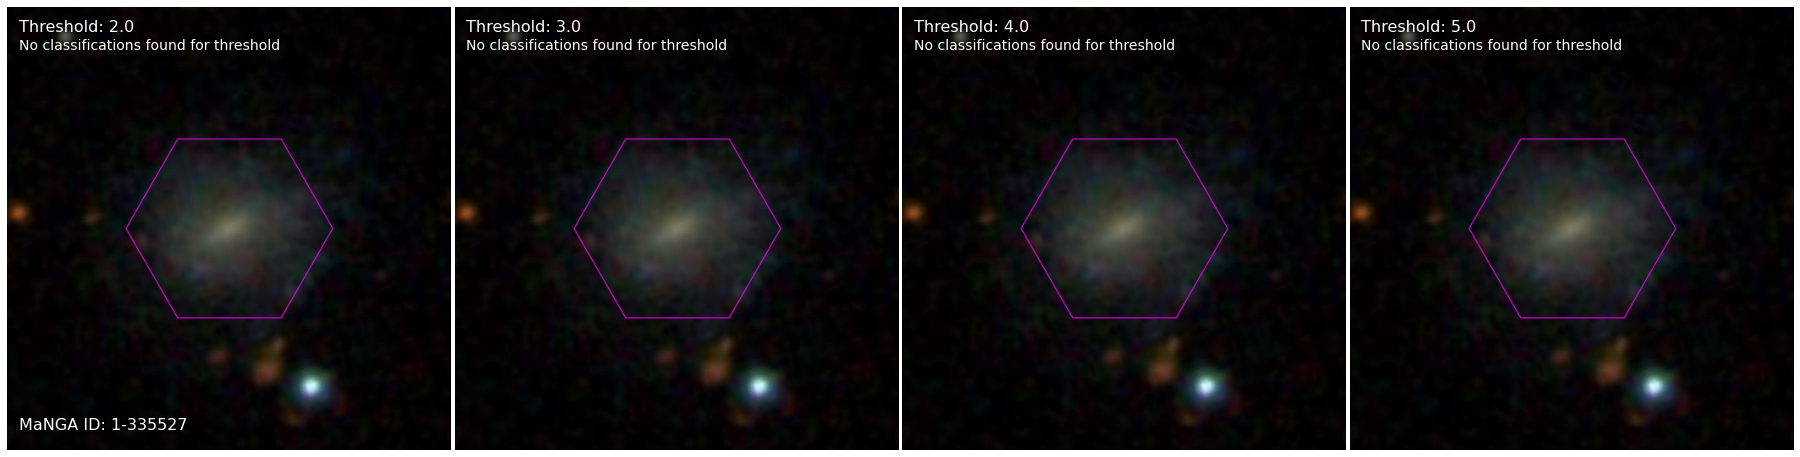 Threshold: 2.0
No classifications found for threshold
MaNGA ID: 1-335527
Threshold: 3.0
No classifications found for threshold
Threshold: 4.0
No classifications found for threshold
Threshold: 5.0
No classifications found for threshold